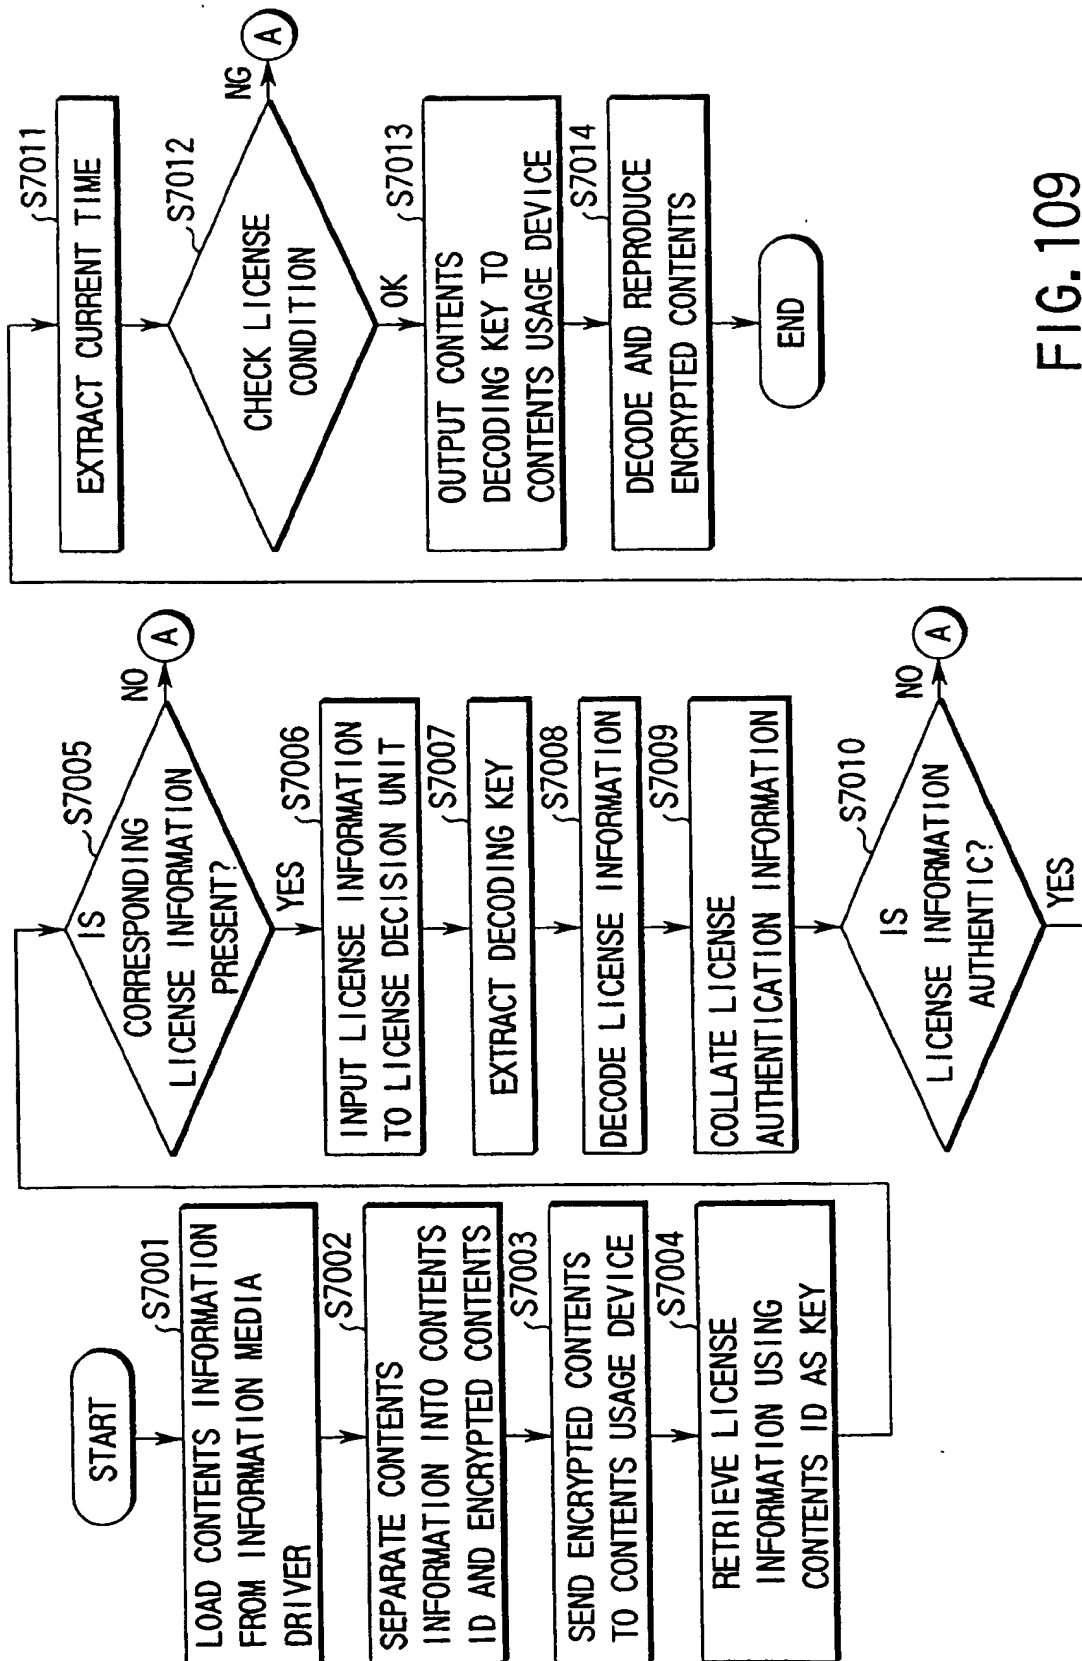 START
S7001
LOAD CONTENTS INFORMATION
FROM INFORMATION MEDIA
DRIVER
S7002
SEPARATE CONTENTS
INFORMATION INTO CONTENTS
ID AND ENCRYPTED CONTENTS
S7003
SEND ENCRYPTED CONTENTS
TO CONTENTS USAGE DEVICE
S7004
RETRIEVE LICENSE
INFORMATION USING
CONTENTS ID AS KEY
S7005
IS
CORRESPONDING
LICENSE INFORMATION
PRESENT?
NO
A
YES
S7006
INPUT LICENSE INFORMATION
TO LICENSE DECISION UNIT
S7007
EXTRACT DECODING KEY
S7008
DECODE LICENSE INFORMATION
S7009
COLLATE LICENSE
AUTHENTICATION INFORMATION
S7010
IS
LICENSE INFORMATION
AUTHENTIC?
NO
A
YES
S7011
EXTRACT CURRENT TIME
S7012
CHECK LICENSE
CONDITION
NG
A
OK
S7013
OUTPUT CONTENTS
DECODING KEY TO
CONTENTS USAGE DEVICE
S7014
DECODE AND REPRODUCE
ENCRYPTED CONTENTS
END
FIG. 109